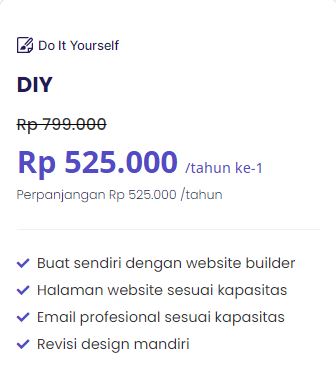 Do It Yourself
DIY
Rp 799.000
Rp 525.000 /tahun ke-1
Perpanjangan Rp 525.000 /tahun
Buat sendiri dengan website builder
Halaman website sesuai kapasitas
Email profesional sesuai kapasitas
Revisi design mandiri